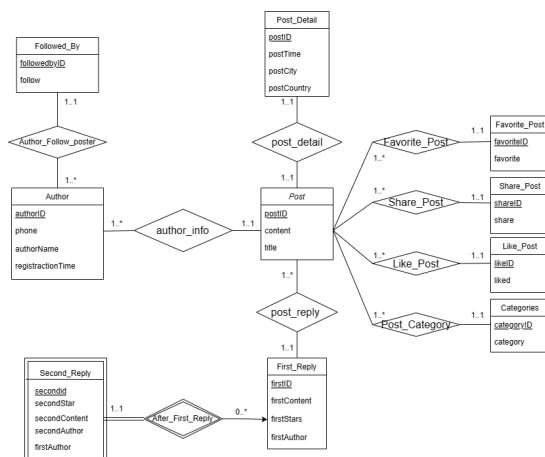 Post_Detail
postID
postTime
postCity
postCountry
1..1
Followed_By
followedbyID
follow
1..1
Author_Follow_poster
1..*
post_detail
1..1
Favorite_Post
1..*
1..1
Favorite_Post
favoriteID
favorite
Author
authorID
phone
authorName
registractionTime
1..*
author_info
1..1
Post
postID
content
title
1..*
Share_Post
1..1
Share_Post
shareID
share
1..*
Like_Post
1..1
Like_Post
likeID
liked
1..*
Post_Category
1..1
Categories
categoryID
category
1..*
post_reply
1..1
Second_Reply
secondid
secondStar
secondContent
secondAuthor
firstAuthor
1..1
After_First_Reply
0..*
First_Reply
firstID
firstContent
firstStars
firstAuthor